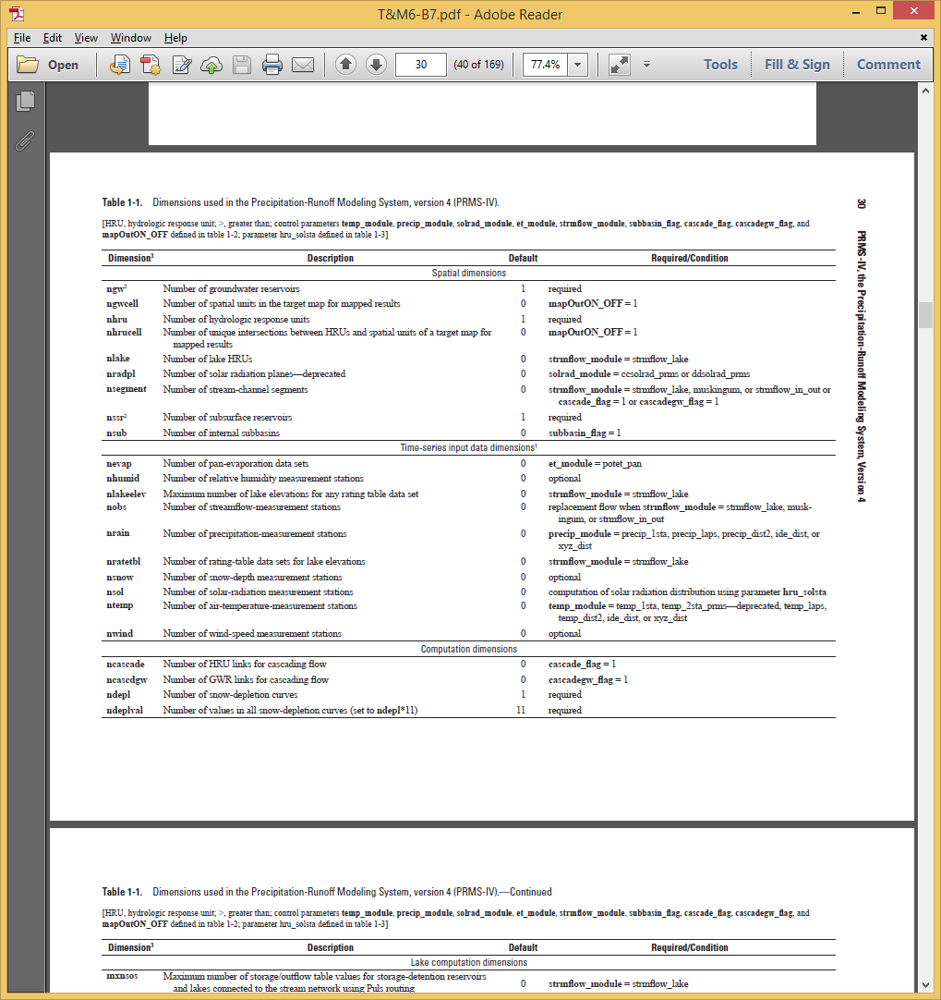 T&M6-B7.pdf - Adobe Reader
File Edit View Window Help
Open 30 (40 of 169) 77.4% Tools Fill & Sign Comment
30 PRMS-IV, the Precipitation-Runoff Modeling System, Version 4
Table 1-1. Dimensions used in the Precipitation-Runoff Modeling System, version 4 (PRMS-IV).
[HRU, hydrologic response unit; >, greater than; control parameters temp_module, precip_module, solrad_module, et_module, strmflow_module, subbasin_flag, cascade_flag, cascadegw_flag, and
mapOutON_OFF defined in table 1-2; parameter hru_solsta defined in table 1-3]
Dimension³ Description Default Required/Condition
Spatial dimensions
ngw² Number of groundwater reservoirs 1 required
ngwcell Number of spatial units in the target map for mapped results 0 mapOutON_OFF = 1
nhru Number of hydrologic response units 1 required
nhrucell Number of unique intersections between HRUs and spatial units of a target map for 0 mapOutON_OFF = 1
mapped results
nlake Number of lake HRUs 0 strmflow_module = strmflow_lake
nradpl Number of solar radiation planes—deprecated 0 solrad_module = ccsolrad_prms or ddsolrad_prms
nsegment Number of stream-channel segments 0 strmflow_module = strmflow_lake, muskingum, or strmflow_in_out or
cascade_flag = 1 or cascadegw_flag = 1
nssr² Number of subsurface reservoirs 1 required
nsub Number of internal subbasins 0 subbasin_flag = 1
Time-series input data dimensions¹
nevap Number of pan-evaporation data sets 0 et_module = potet_pan
nhumid Number of relative humidity measurement stations 0 optional
nlakeelev Maximum number of lake elevations for any rating table data set 0 strmflow_module = strmflow_lake
nobs Number of streamflow-measurement stations 0 replacement flow when strmflow_module = strmflow_lake, musk-
ingum, or strmflow_in_out
nrain Number of precipitation-measurement stations 0 precip_module = precip_1sta, precip_laps, precip_dist2, ide_dist, or
xyz_dist
nratetbl Number of rating-table data sets for lake elevations 0 strmflow_module = strmflow_lake
nsnow Number of snow-depth measurement stations 0 optional
nsol Number of solar-radiation measurement stations 0 computation of solar radiation distribution using parameter hru_solsta
ntemp Number of air-temperature-measurement stations 0 temp_module = temp_1sta, temp_2sta_prms—deprecated, temp_laps,
temp_dist2, ide_dist, or xyz_dist
nwind Number of wind-speed measurement stations 0 optional
Computation dimensions
ncascade Number of HRU links for cascading flow 0 cascade_flag = 1
ncascdgw Number of GWR links for cascading flow 0 cascadegw_flag = 1
ndepl Number of snow-depletion curves 1 required
ndeplval Number of values in all snow-depletion curves (set to ndepl*11) 11 required
Table 1-1. Dimensions used in the Precipitation-Runoff Modeling System, version 4 (PRMS-IV).—Continued
[HRU, hydrologic response unit; >, greater than; control parameters temp_module, precip_module, solrad_module, et_module, strmflow_module, subbasin_flag, cascade_flag, cascadegw_flag, and
mapOutON_OFF defined in table 1-2; parameter hru_solsta defined in table 1-3]
Dimension³ Description Default Required/Condition
Lake computation dimensions
mxnsos Maximum number of storage/outflow table values for storage-detention reservoirs
and lakes connected to the stream network using Puls routing 0 strmflow_module = strmflow_lake